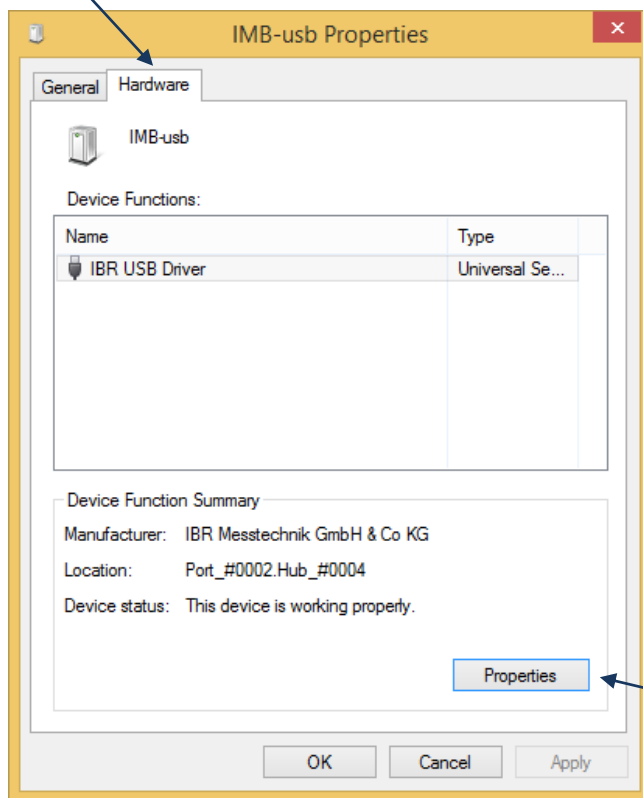 IMB-usb Properties
General Hardware
IMB-usb
Device Functions:
Name Type
IBR USB Driver Universal Se...
Device Function Summary
Manufacturer: IBR Messtechnik GmbH & Co KG
Location: Port_#0002.Hub_#0004
Device status: This device is working properly.
Properties
OK Cancel Apply